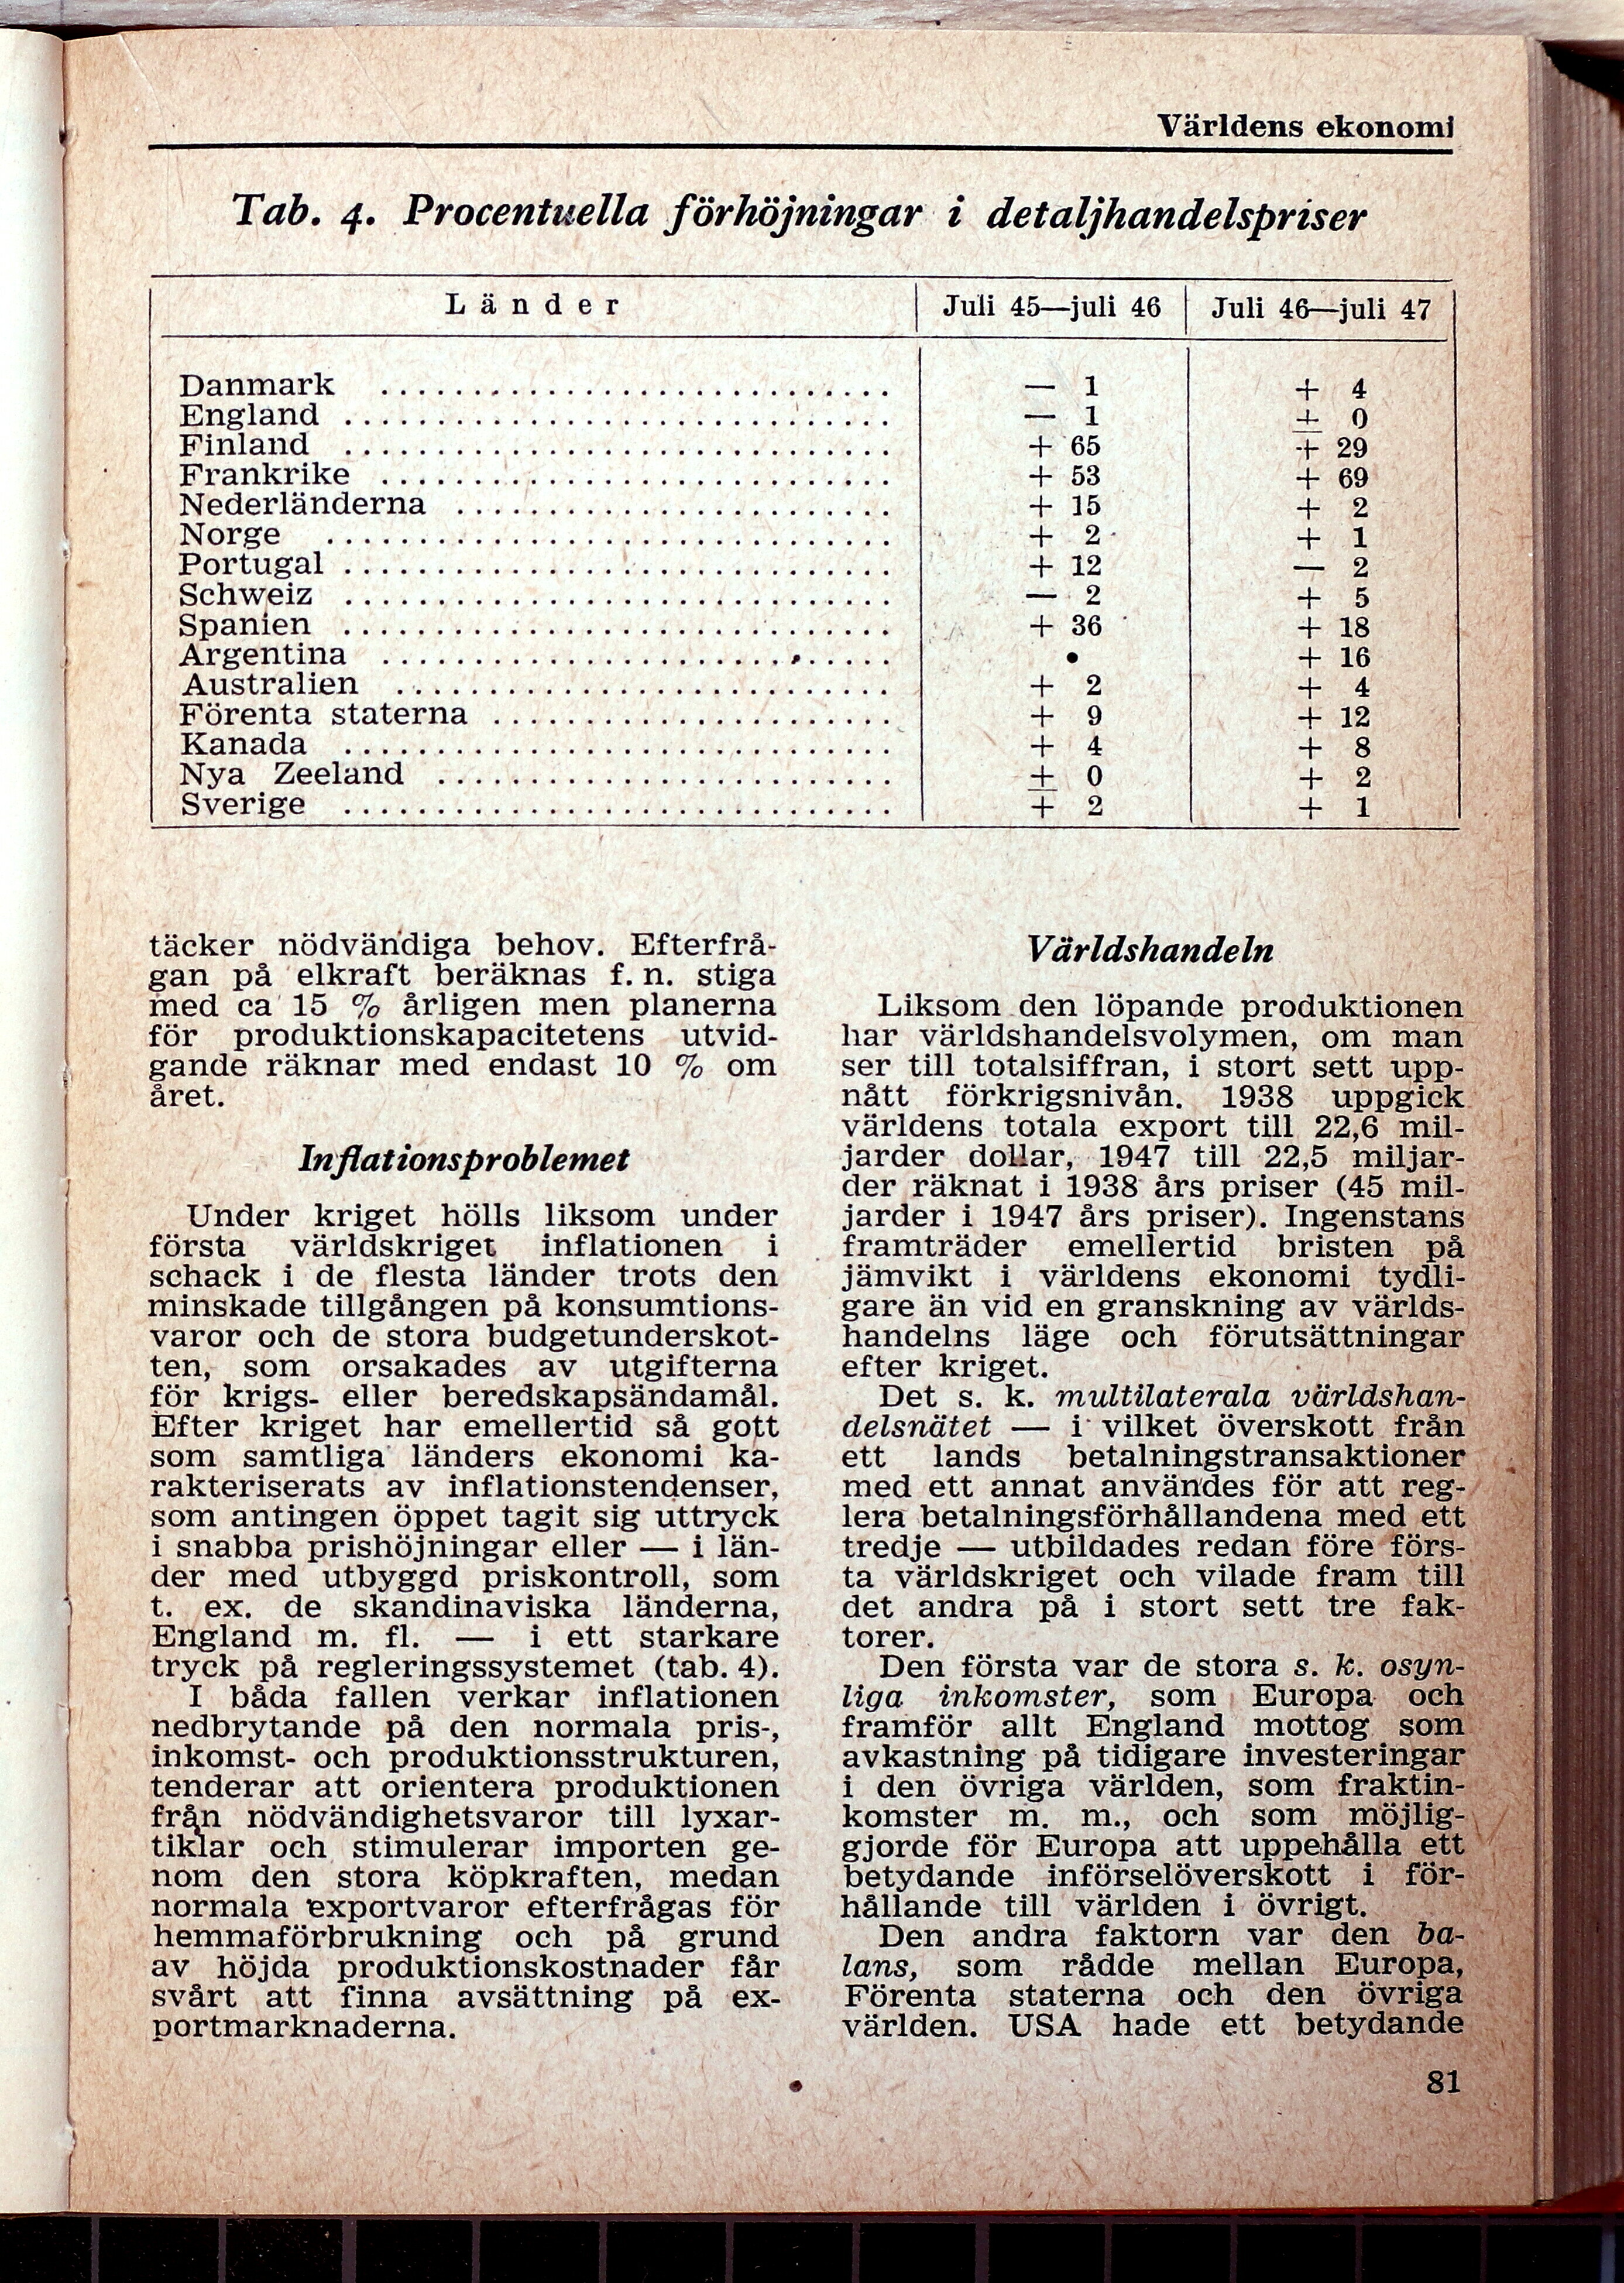 Världens ekonomi
Tab. 4. Procentuella förhöjningar i detaljhandelspriser
Länder Juli 45—juli 46 Juli 46—juli 47
Danmark .......................... — 1 + 4
England .......................... — 1 ± 0
Finland .......................... + 65 + 29
Frankrike .......................... + 53 + 69
Nederländerna .......................... + 15 + 2
Norge .......................... + 2 + 1
Portugal .......................... + 12 — 2
Schweiz .......................... — 2 + 5
Spanien .......................... + 36 + 18
Argentina .......................... • + 16
Australien .......................... + 2 + 4
Förenta staterna .......................... + 9 + 12
Kanada .......................... + 4 + 8
Nya Zeeland .......................... ± 0 + 2
Sverige .......................... + 2 + 1
täcker nödvändiga behov. Efterfrå-
gan på elkraft beräknas f. n. stiga
med ca 15 % årligen men planerna
för produktionskapacitetens utvid-
gande räknar med endast 10 % om
året.
Inflationsproblemet
Under kriget hölls liksom under
första världskriget inflationen i
schack i de flesta länder trots den
minskade tillgången på konsumtions-
varor och de stora budgetunderskot-
ten, som orsakades av utgifterna
för krigs- eller beredskapsändamål.
Efter kriget har emellertid så gott
som samtliga länders ekonomi ka-
rakteriserats av inflationstendenser,
som antingen öppet tagit sig uttryck
i snabba prishöjningar eller — i län-
der med utbyggd priskontroll, som
t. ex. de skandinaviska länderna,
England m. fl. — i ett starkare
tryck på regleringssystemet (tab. 4).
I båda fallen verkar inflationen
nedbrytande på den normala pris-,
inkomst- och produktionsstrukturen,
tenderar att orientera produktionen
från nödvändighetsvaror till lyxar-
tiklar och stimulerar importen ge-
nom den stora köpkraften, medan
normala exportvaror efterfrågas för
hemmaförbrukning och på grund
av höjda produktionskostnader får
svårt att finna avsättning på ex-
portmarknaderna.
Världshandeln
Liksom den löpande produktionen
har världshandelsvolymen, om man
ser till totalsiffran, i stort sett upp-
nått förkrigsnivån. 1938 uppgick
världens totala export till 22,6 mil-
jarder dollar, 1947 till 22,5 miljar-
der räknat i 1938 års priser (45 mil-
jarder i 1947 års priser). Ingenstans
framträder emellertid bristen på
jämvikt i världens ekonomi tydli-
gare än vid en granskning av världs-
handelns läge och förutsättningar
efter kriget.
Det s. k. multilaterala världshan-
delsnätet — i vilket överskott från
ett lands betalningstransaktioner
med ett annat användes för att reg-
lera betalningsförhållandena med ett
tredje — utbildades redan före förs-
ta världskriget och vilade fram till
det andra på i stort sett tre fak-
torer.
Den första var de stora s. k. osyn-
liga inkomster, som Europa och
framför allt England mottog som
avkastning på tidigare investeringar
i den övriga världen, som fraktin-
komster m. m., och som möjlig-
gjorde för Europa att uppehålla ett
betydande införselöverskott i för-
hållande till världen i övrigt.
Den andra faktorn var den ba-
lans, som rådde mellan Europa,
Förenta staterna och den övriga
världen. USA hade ett betydande
81